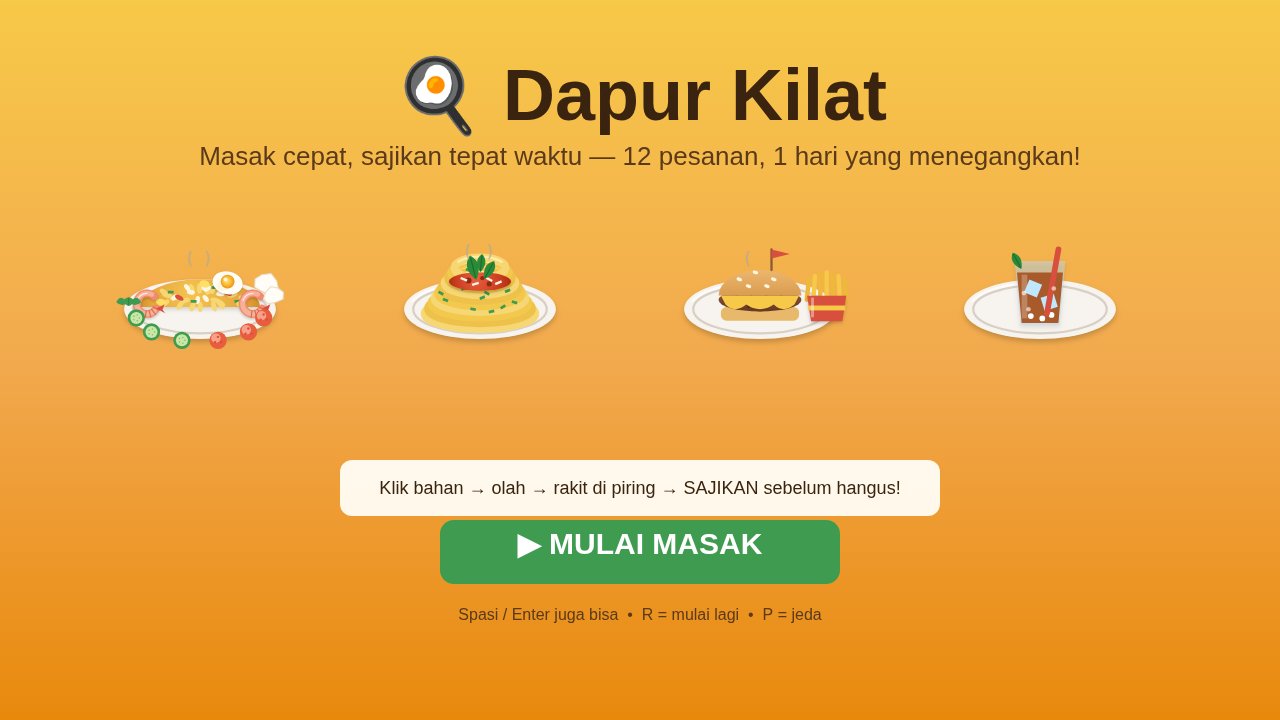 Dapur Kilat
Masak cepat, sajikan tepat waktu — 12 pesanan, 1 hari yang menegangkan!
Klik bahan → olah → rakit di piring → SAJIKAN sebelum hangus!
▶ MULAI MASAK
Spasi / Enter juga bisa • R = mulai lagi • P = jeda